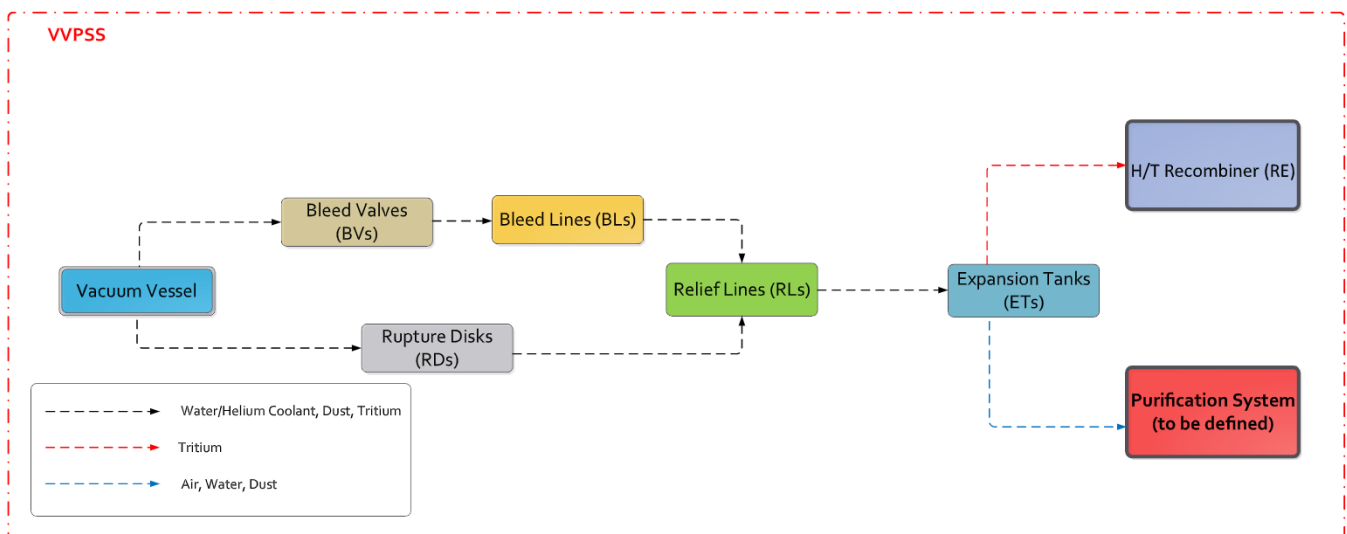 VVPSS
H/T Recombiner (RE)
Bleed Valves
(BVs)
Bleed Lines (BLs)
Vacuum Vessel
Relief Lines (RLs)
Expansion Tanks
(ETs)
Rupture Disks
(RDs)
Purification System
(to be defined)
Water/Helium Coolant, Dust, Tritium
Tritium
Air, Water, Dust